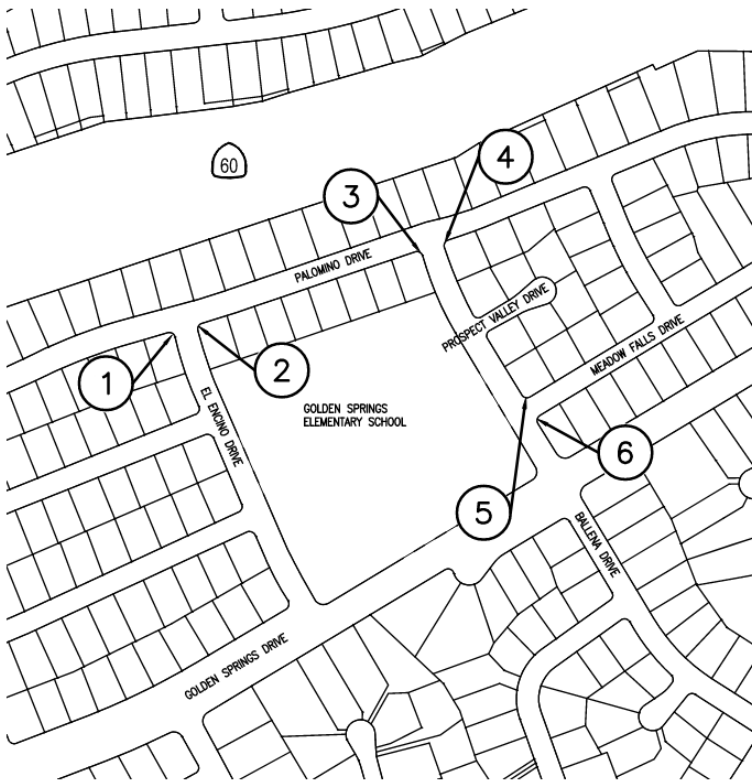 60
4
3
PALOMINO DRIVE
PROSPECT VALLEY DRIVE
MEADOW FALLS DRIVE
1
2
EL ENCINO DRIVE
GOLDEN SPRINGS
ELEMENTARY SCHOOL
6
5
BALLENA DRIVE
GOLDEN SPRINGS DRIVE